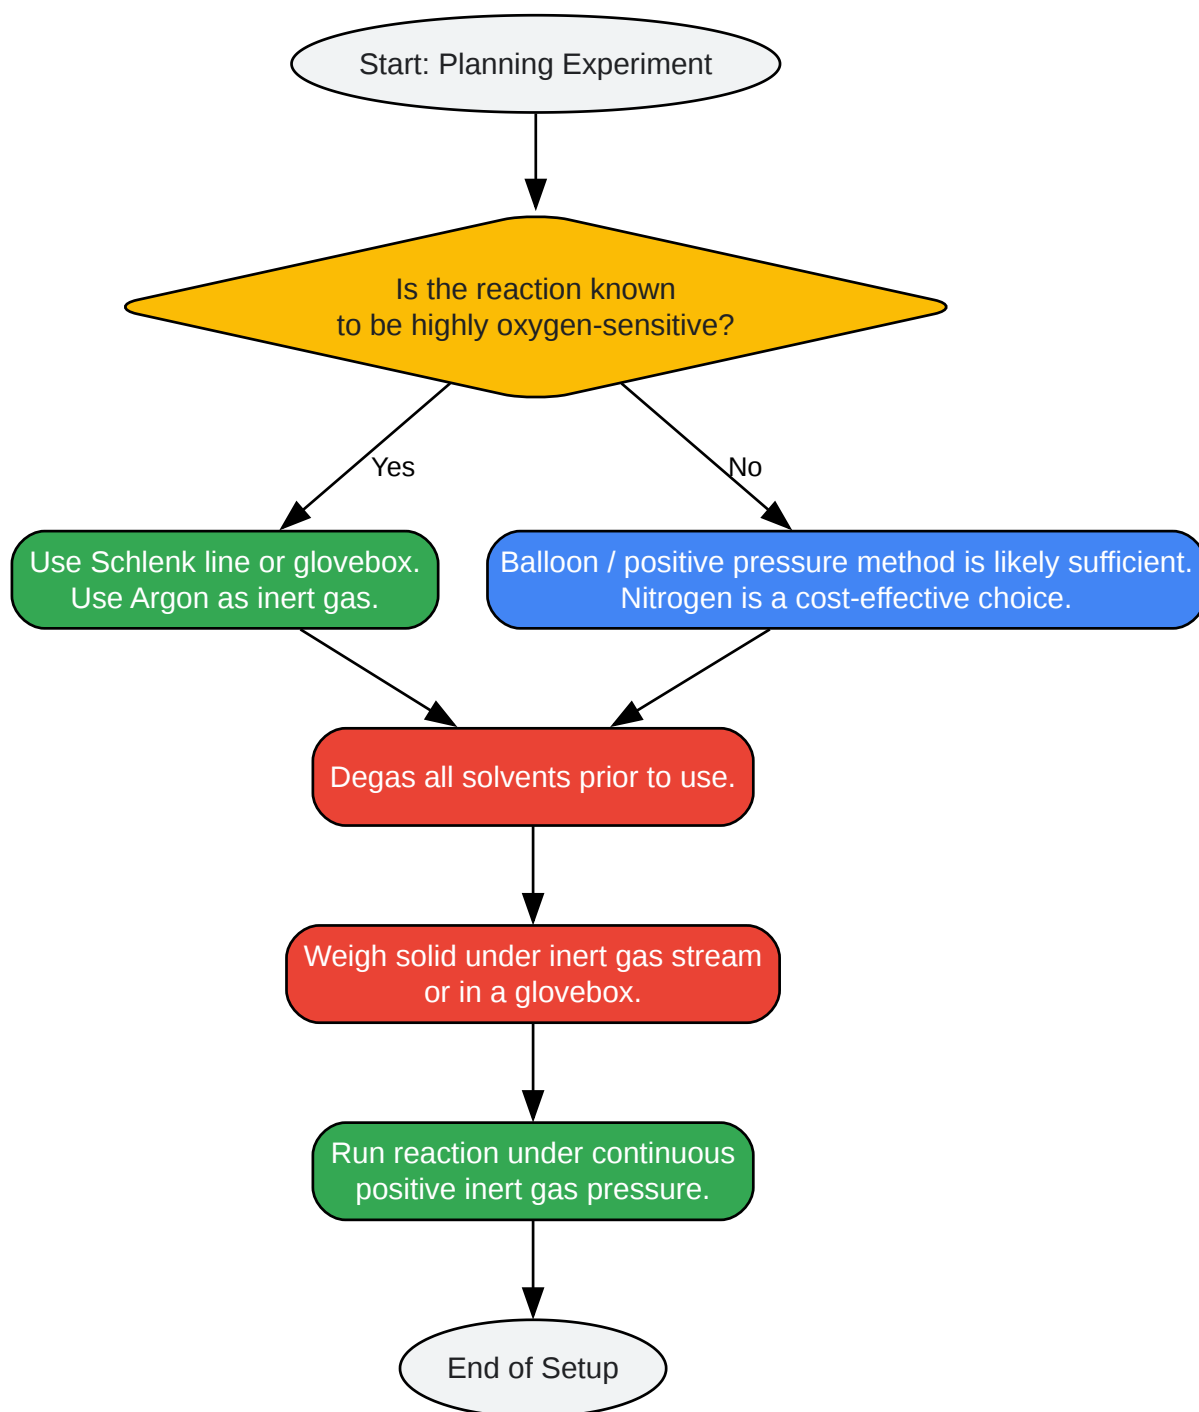 Start: Planning Experiment
Is the reaction known
to be highly oxygen-sensitive?
Yes
No
Use Schlenk line or glovebox.
Use Argon as inert gas.
Balloon / positive pressure method is likely sufficient.
Nitrogen is a cost-effective choice.
Degas all solvents prior to use.
Weigh solid under inert gas stream
or in a glovebox.
Run reaction under continuous
positive inert gas pressure.
End of Setup